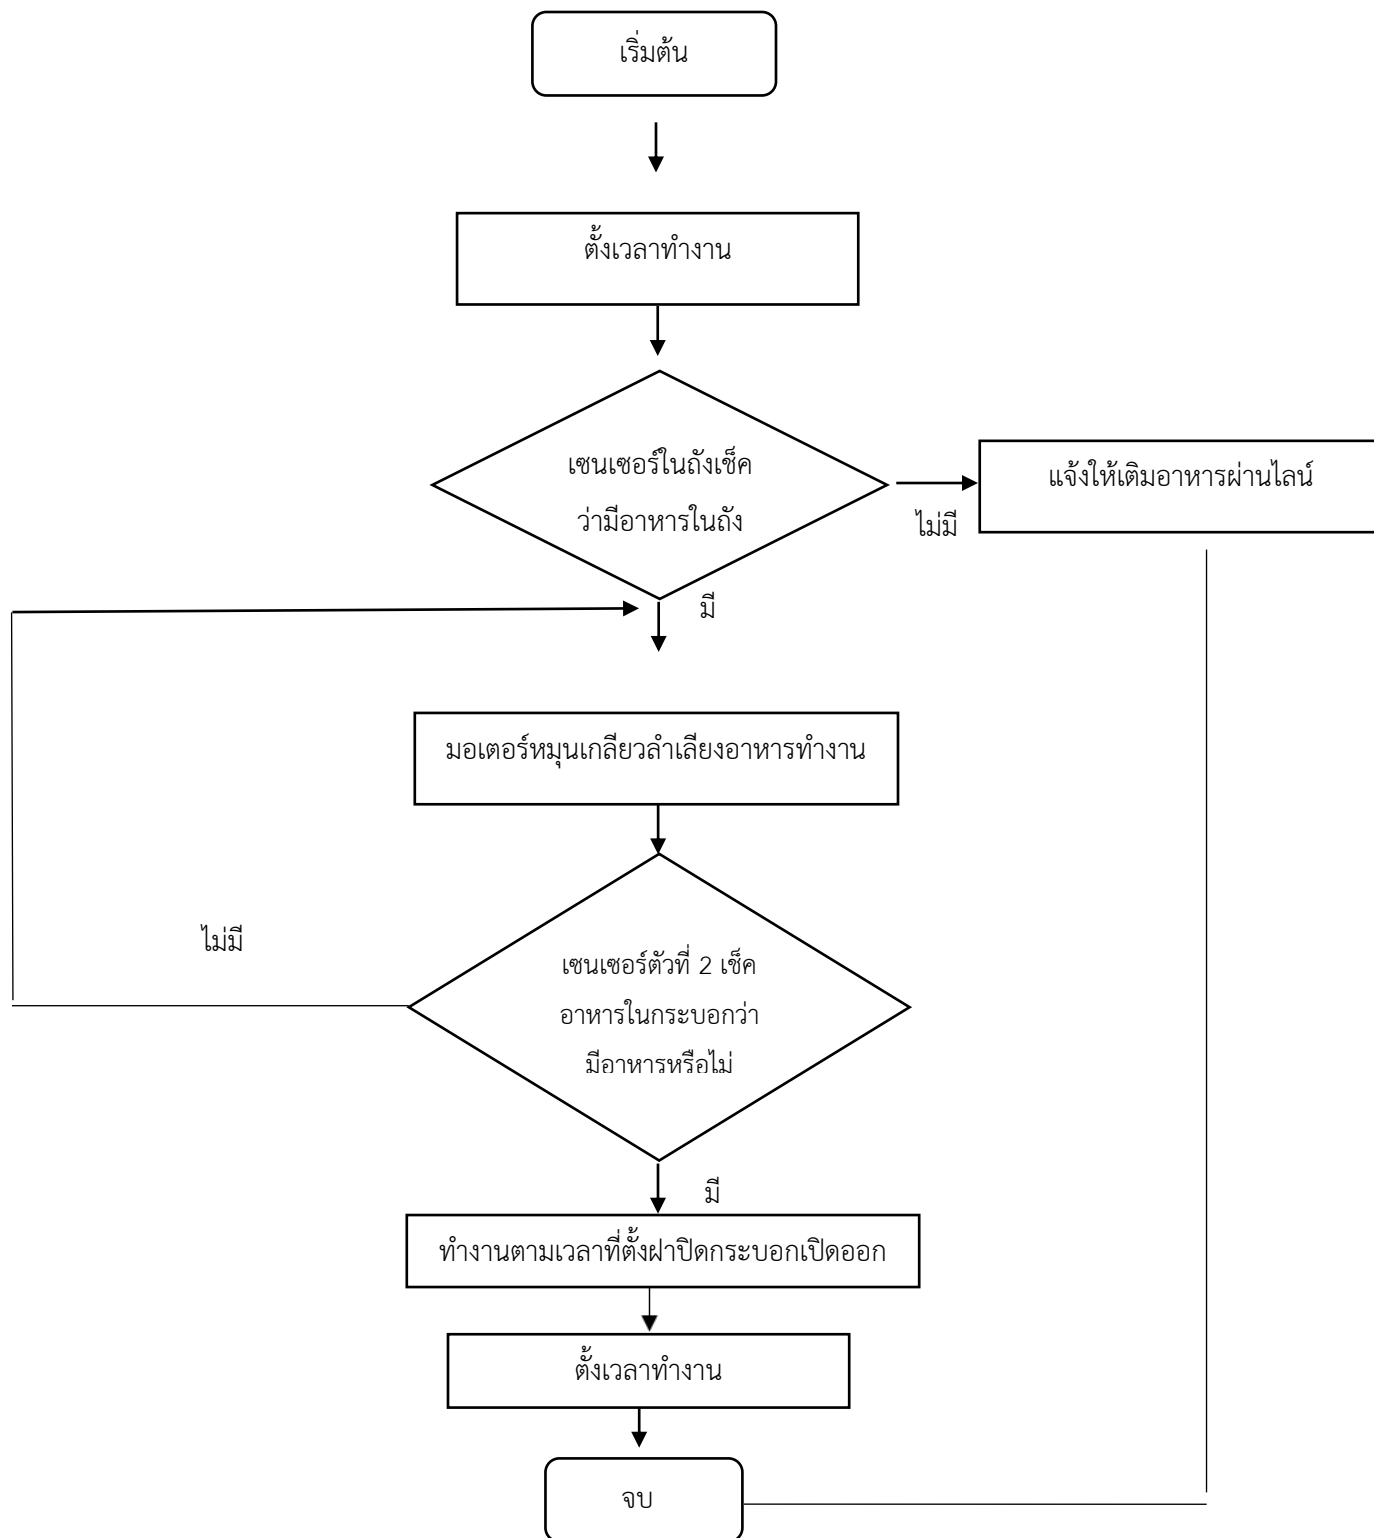 เริ่มต้น
ตั้งเวลาทำงาน
เซนเซอร์ในถังเช็ค
ว่ามีอาหารในถัง
ไม่มี
แจ้งให้เติมอาหารผ่านไลน์
มี
มอเตอร์หมุนเกลียวลำเลียงอาหารทำงาน
ไม่มี
เซนเซอร์ตัวที่ 2 เช็ค
อาหารในกระบอกว่า
มีอาหารหรือไม่
มี
ทำงานตามเวลาที่ตั้งฝาปิดกระบอกเปิดออก
ตั้งเวลาทำงาน
จบ